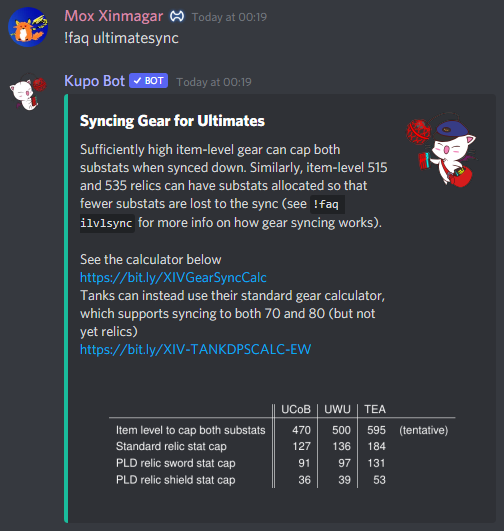 Mox Xinmagar Today at 00:19
!faq ultimatesync
Kupo Bot ✓ BOT Today at 00:19
Syncing Gear for Ultimates
Sufficiently high item-level gear can cap both
substats when synced down. Similarly, item-level 515
and 535 relics can have substats allocated so that
fewer substats are lost to the sync (see !faq
ilvlsync for more info on how gear syncing works).
See the calculator below
https://bit.ly/XIVGearSyncCalc
Tanks can instead use their standard gear calculator,
which supports syncing to both 70 and 80 (but not
yet relics)
https://bit.ly/XIV-TANKDPSCALC-EW
UCoB UWU TEA
Item level to cap both substats 470 500 595 (tentative)
Standard relic stat cap 127 136 184
PLD relic sword stat cap 91 97 131
PLD relic shield stat cap 36 39 53